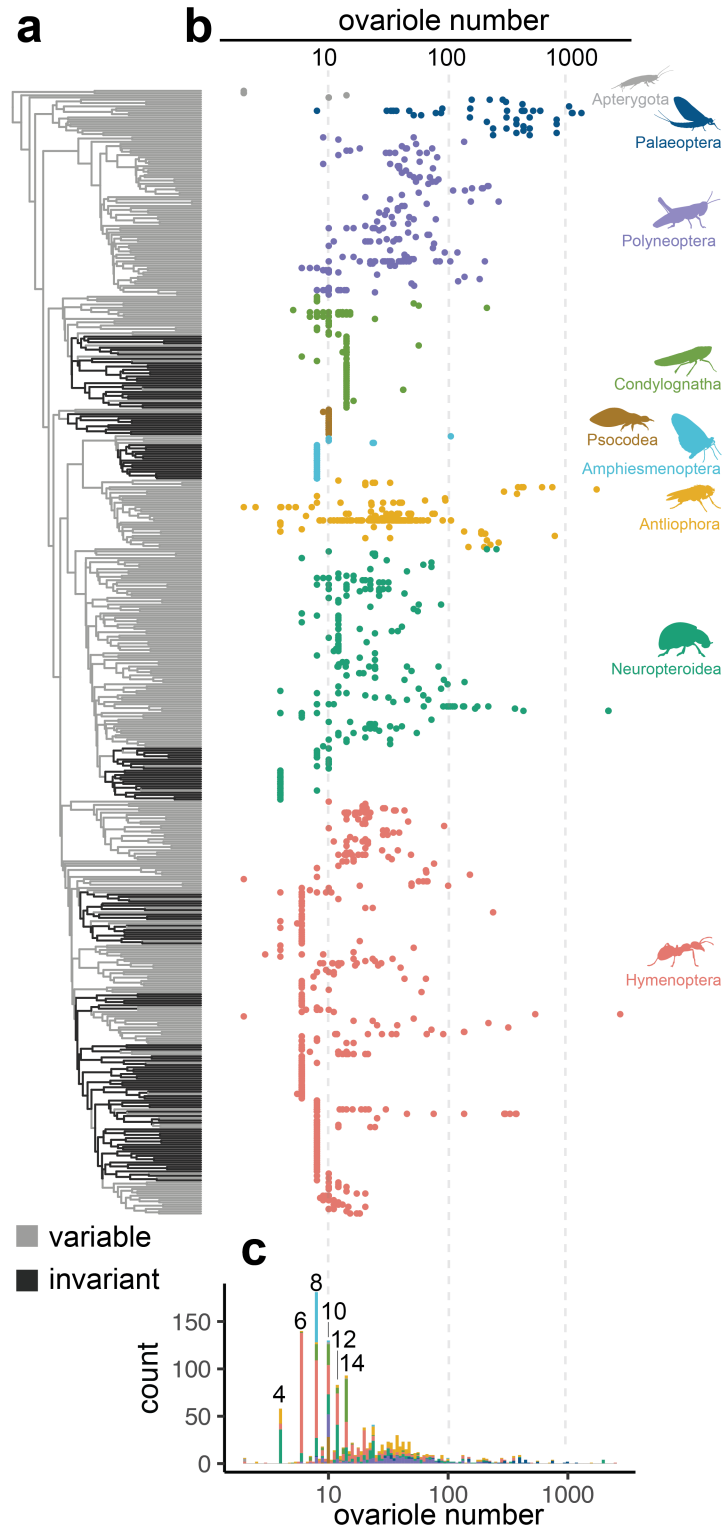 a
b
ovariole number
10 100 1000
Apterygota
Palaeoptera
Polyneoptera
Condylognatha
Psocodea
Amphiesmenoptera
Antliophora
Neuropteroidea
Hymenoptera
variable
invariant
c
8
10
6
12
14
4
150
100
50
0
count
10 100 1000
ovariole number